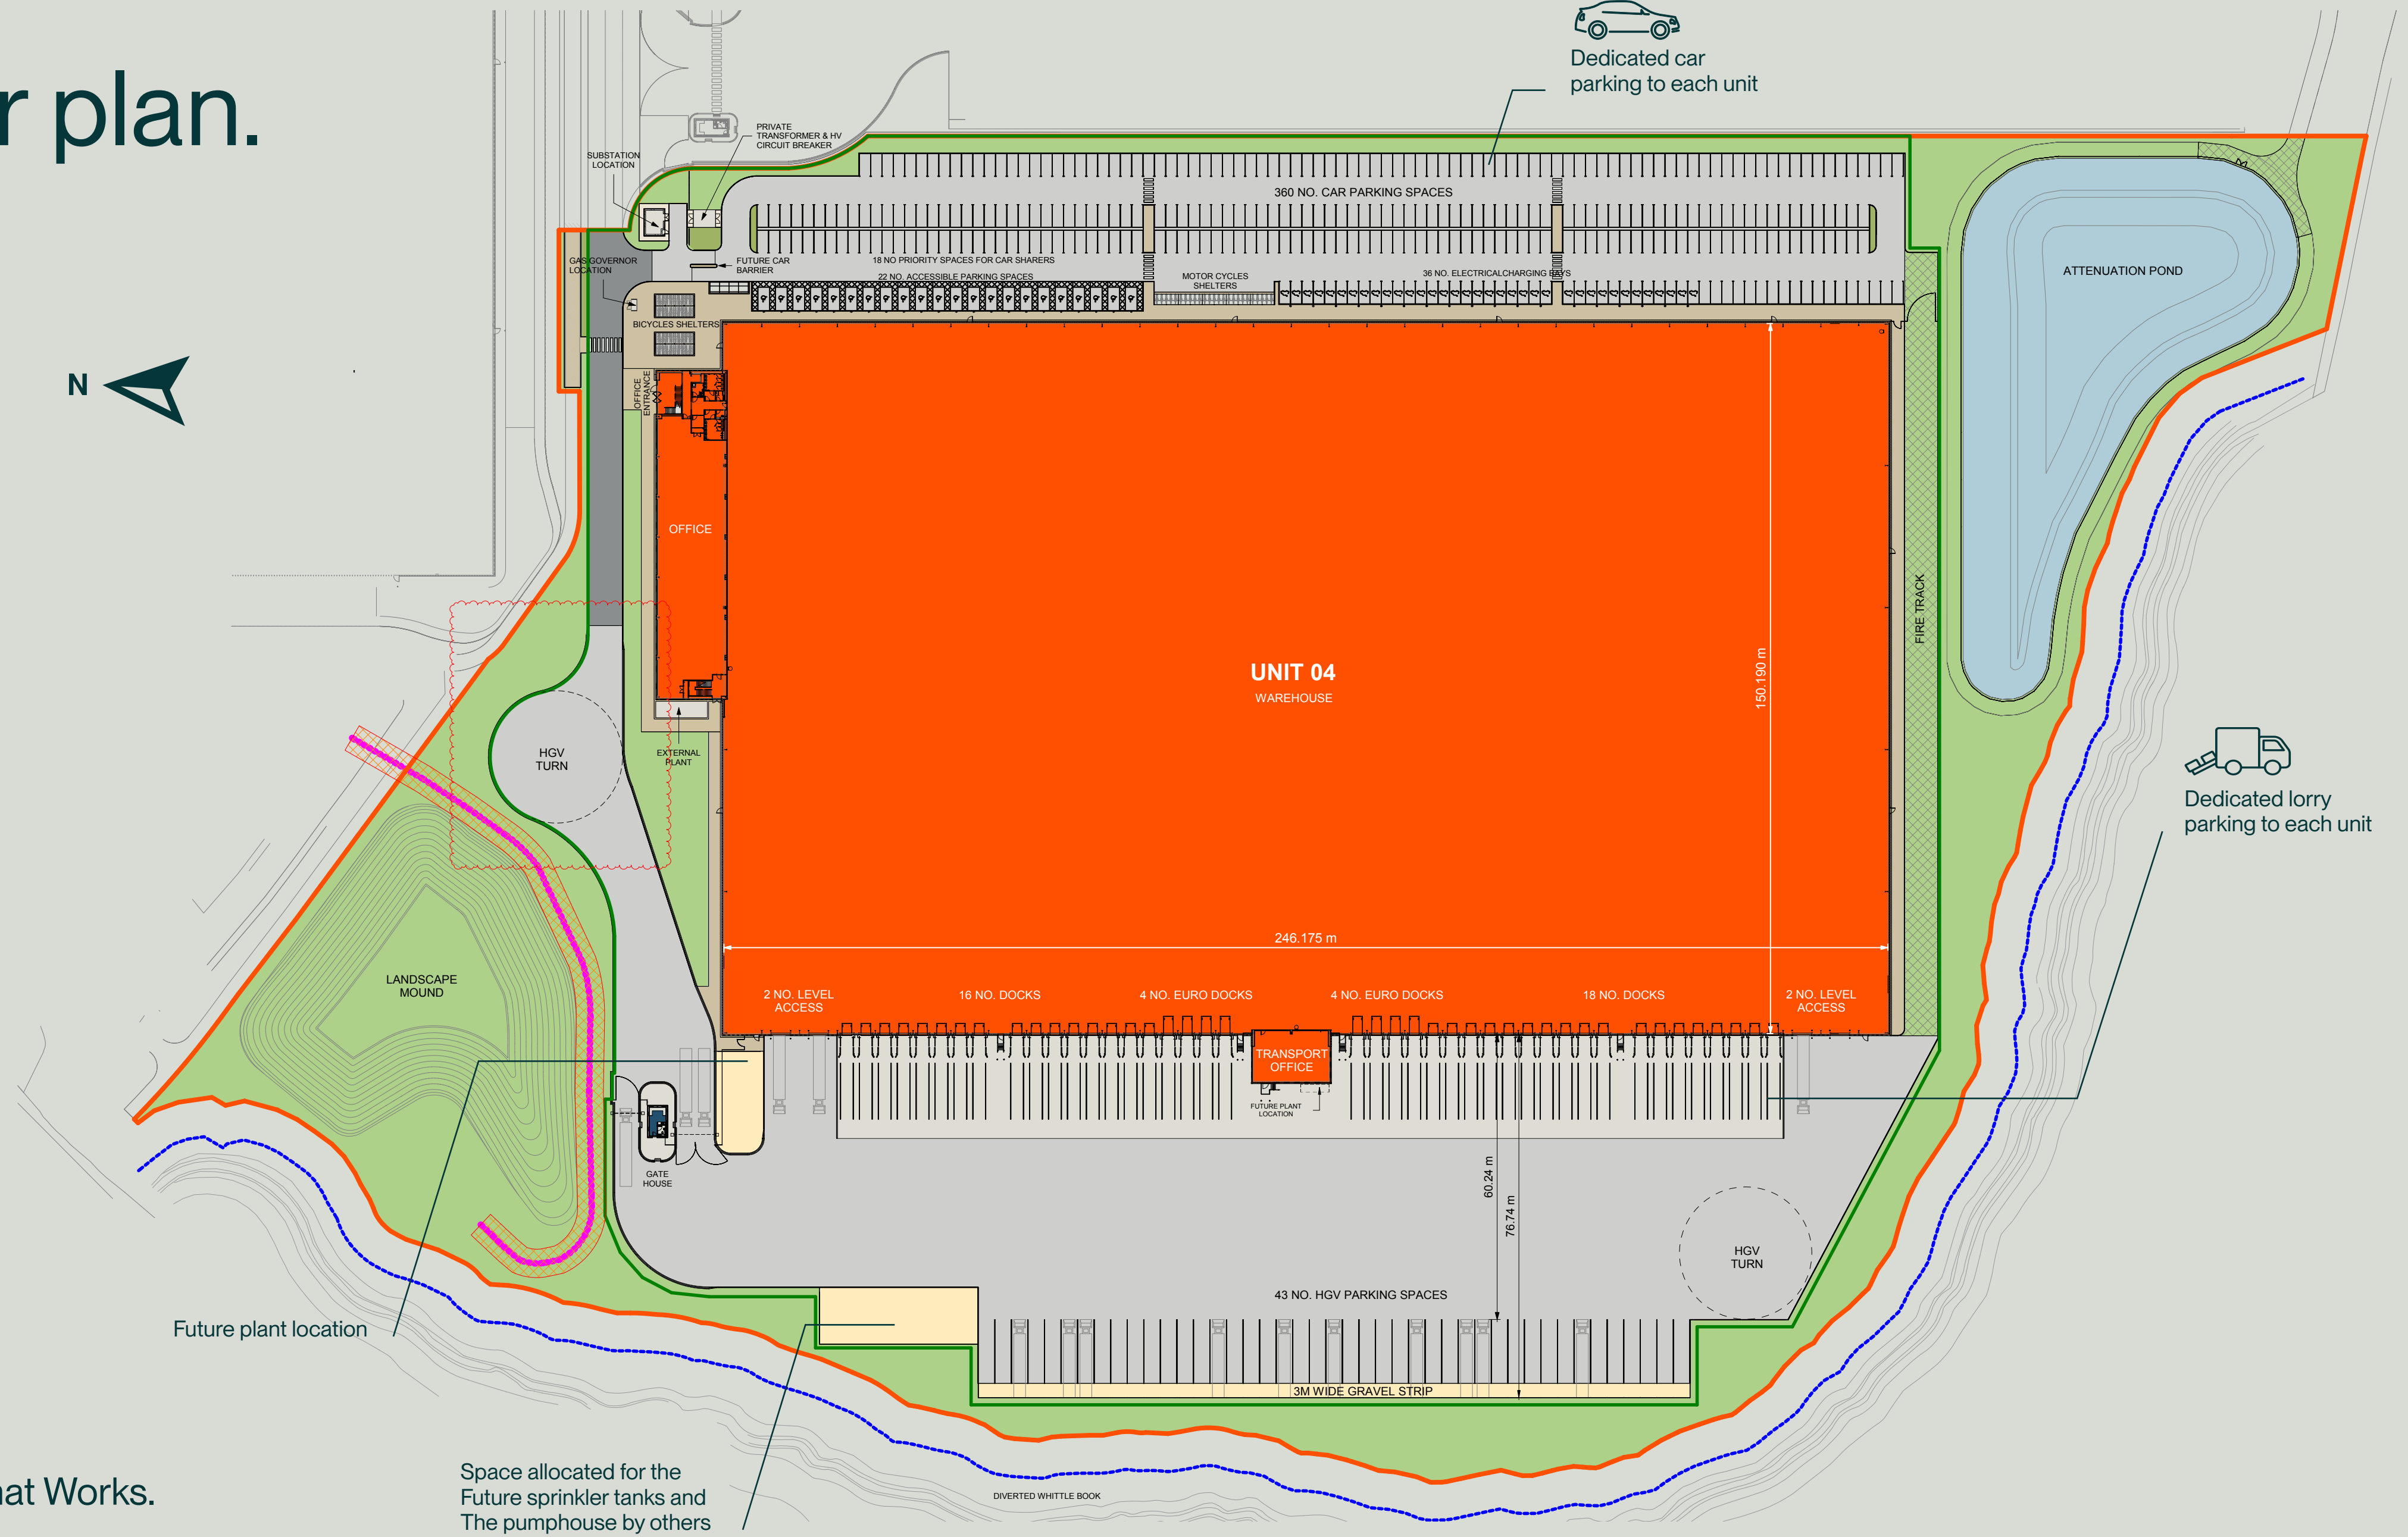 r plan.
Dedicated car
parking to each unit
PRIVATE
TRANSFORMER & HV
CIRCUIT BREAKER
SUBSTATION
LOCATION
360 NO. CAR PARKING SPACES
GAS GOVERNOR
LOCATION
FUTURE CAR
BARRIER
18 NO PRIORITY SPACES FOR CAR SHARERS
22 NO. ACCESSIBLE PARKING SPACES
MOTOR CYCLES
SHELTERS
36 NO. ELECTRICALCHARGING BAYS
ATTENUATION POND
BICYCLES SHELTERS
N
OFFICE
ENTRANCE
OFFICE
FIRE TRACK
UNIT 04
WAREHOUSE
150.190 m
HGV
TURN
EXTERNAL
PLANT
Dedicated lorry
parking to each unit
246.175 m
LANDSCAPE
MOUND
2 NO. LEVEL
ACCESS
16 NO. DOCKS
4 NO. EURO DOCKS
4 NO. EURO DOCKS
18 NO. DOCKS
2 NO. LEVEL
ACCESS
TRANSPORT
OFFICE
FUTURE PLANT
LOCATION
GATE
HOUSE
60.24 m
76.74 m
HGV
TURN
43 NO. HGV PARKING SPACES
Future plant location
3M WIDE GRAVEL STRIP
Space allocated for the
Future sprinkler tanks and
The pumphouse by others
DIVERTED WHITTLE BOOK
at Works.